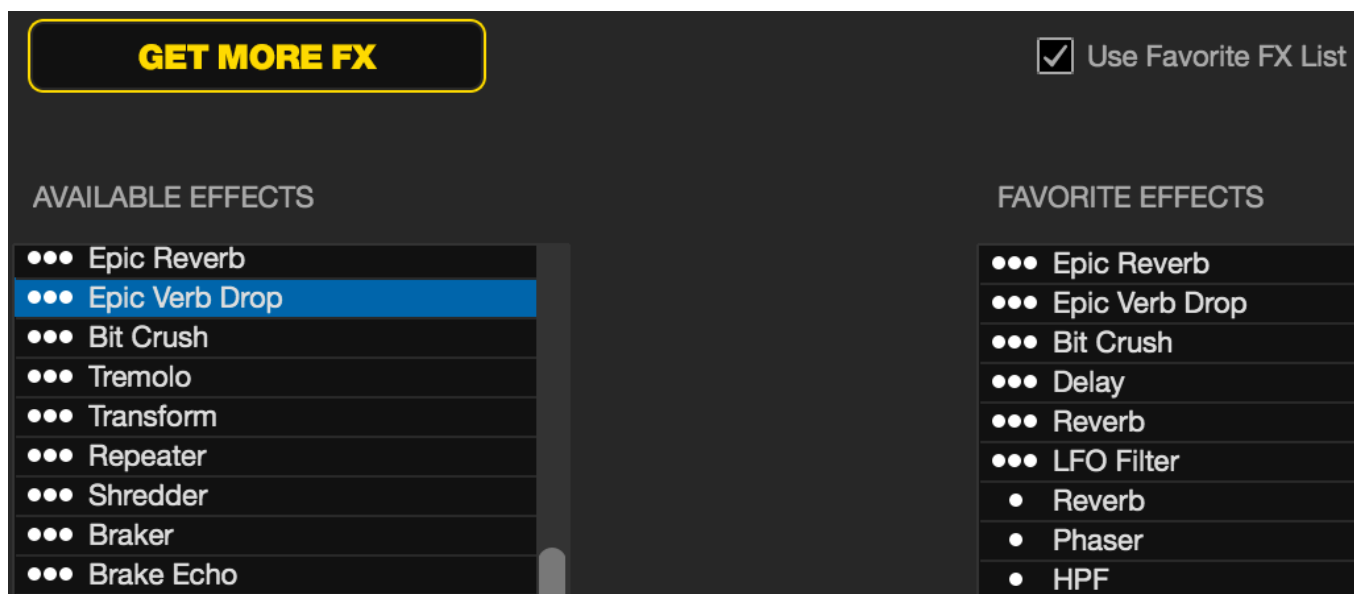 GET MORE FX
Use Favorite FX List
AVAILABLE EFFECTS
Epic Reverb
Epic Verb Drop
Bit Crush
Tremolo
Transform
Repeater
Shredder
Braker
Brake Echo
FAVORITE EFFECTS
Epic Reverb
Epic Verb Drop
Bit Crush
Delay
Reverb
LFO Filter
Reverb
Phaser
HPF